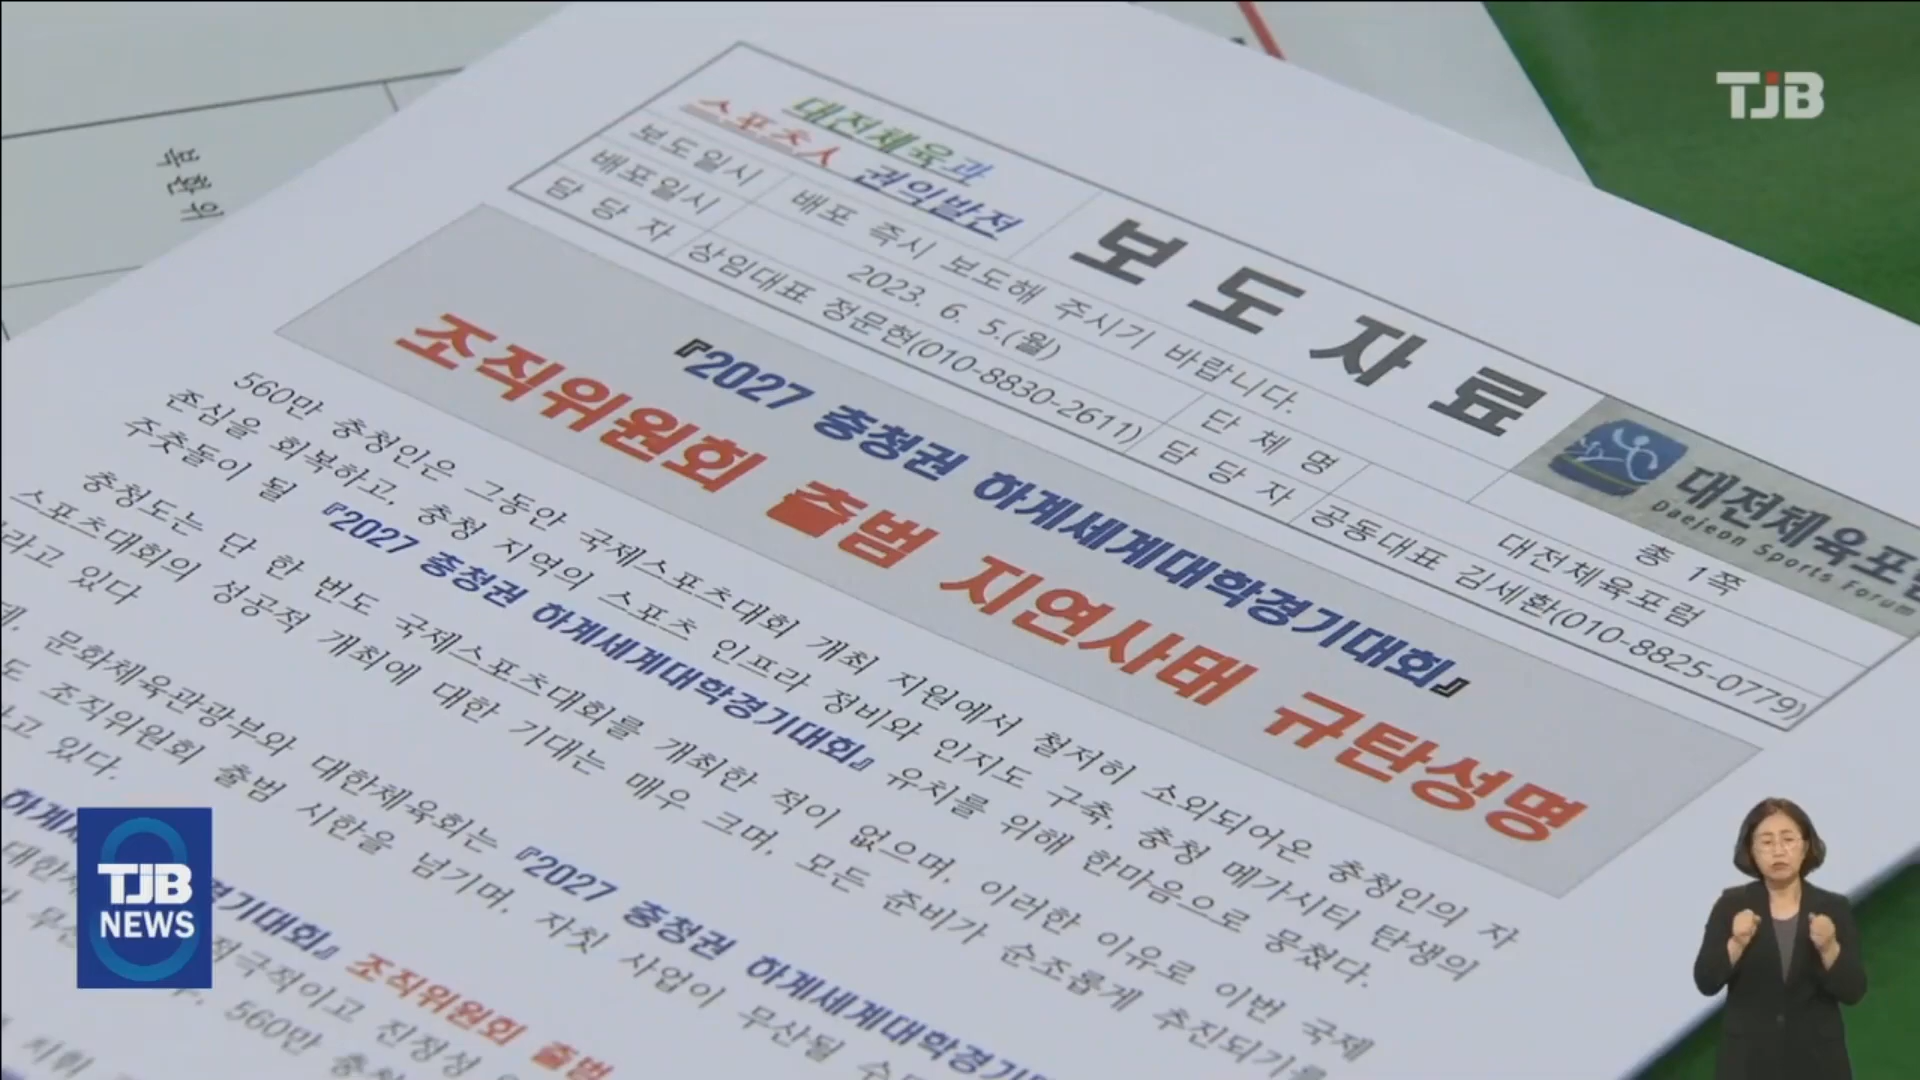 TJB
북환위
대전체육과
스포츠人 권익발전
보도자료
대전체육포럼
Daejeon Sports Forum
보도일시 배포 즉시 보도해 주시기 바랍니다. 총 1쪽
배포일시 2023. 6. 5.(월) 단 체 명 대전체육포럼
담 당 자 상임대표 정문현(010-8830-2611) 담 당 자 공동대표 김세환(010-8825-0779)
『2027 충청권 하계세계대학경기대회』
조직위원회 출범 지연사태 규탄성명
560만 충청인은 그동안 국제스포츠대회 개최 지원에서 철저히 소외되어온 충청인의 자
존심을 회복하고, 충청 지역의 스포츠 인프라 정비와 인지도 구축, 충청 메가시티 탄생의
주춧돌이 될 『2027 충청권 하계세계대학경기대회』 유치를 위해 한마음으로 뭉쳤다.
충청도는 단 한 번도 국제스포츠대회를 개최한 적이 없으며, 이러한 이유로 이번 국제
스포츠대회의 성공적 개최에 대한 기대는 매우 크며, 모든 준비가 순조롭게 추진되기를
라고 있다
문화체육관광부와 대한체육회는 『2027 충청권 하계세계대학경기
조직위원회 출범 시한을 넘기며, 자칫 사업이 무산될 수
고 있다.
경기대회』 조직위원회 출범
적극적이고 진정성
560만 충
TJB
NEWS
8